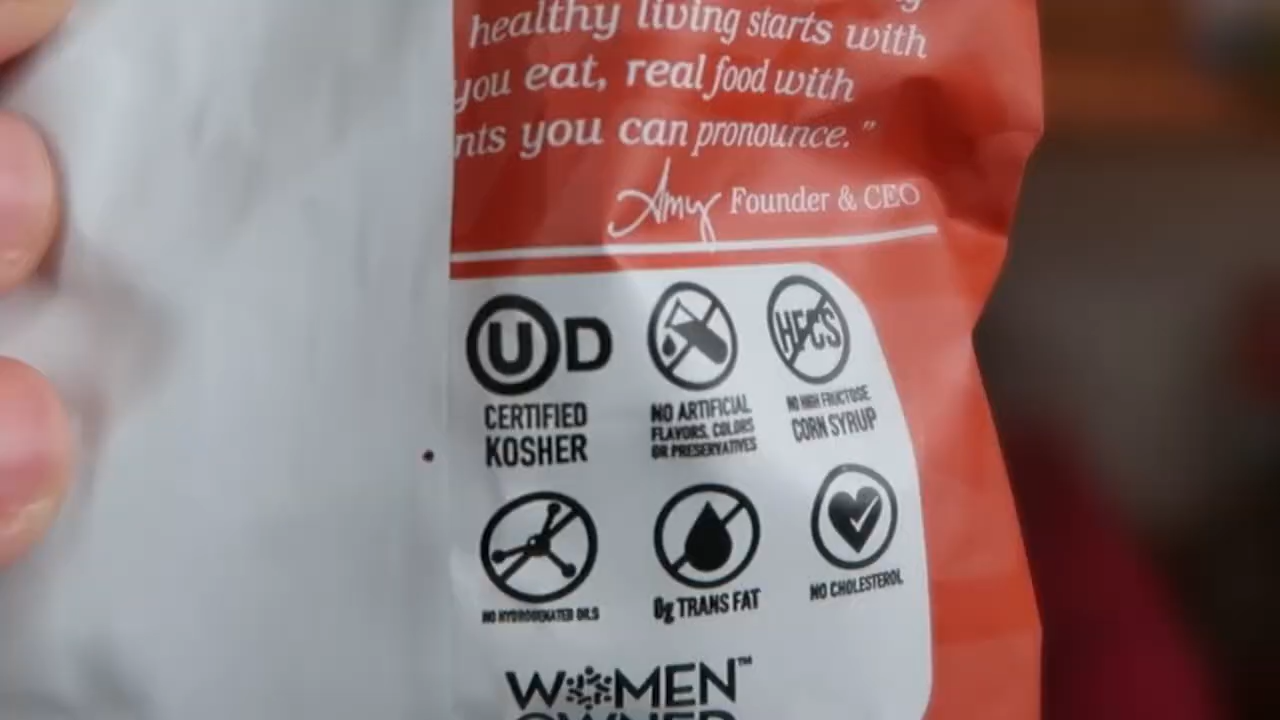 healthy living starts with
you eat, real food with
nts you can pronounce."
Amy Founder & CEO
U D
HFCS
CERTIFIED
KOSHER
NO ARTIFICIAL
FLAVORS, COLORS
OR PRESERVATIVES
NO HIGH FRUCTOSE
CORN SYRUP
NO HYDROGENATED OILS
0g TRANS FAT
NO CHOLESTEROL
WOMEN™
OWNED